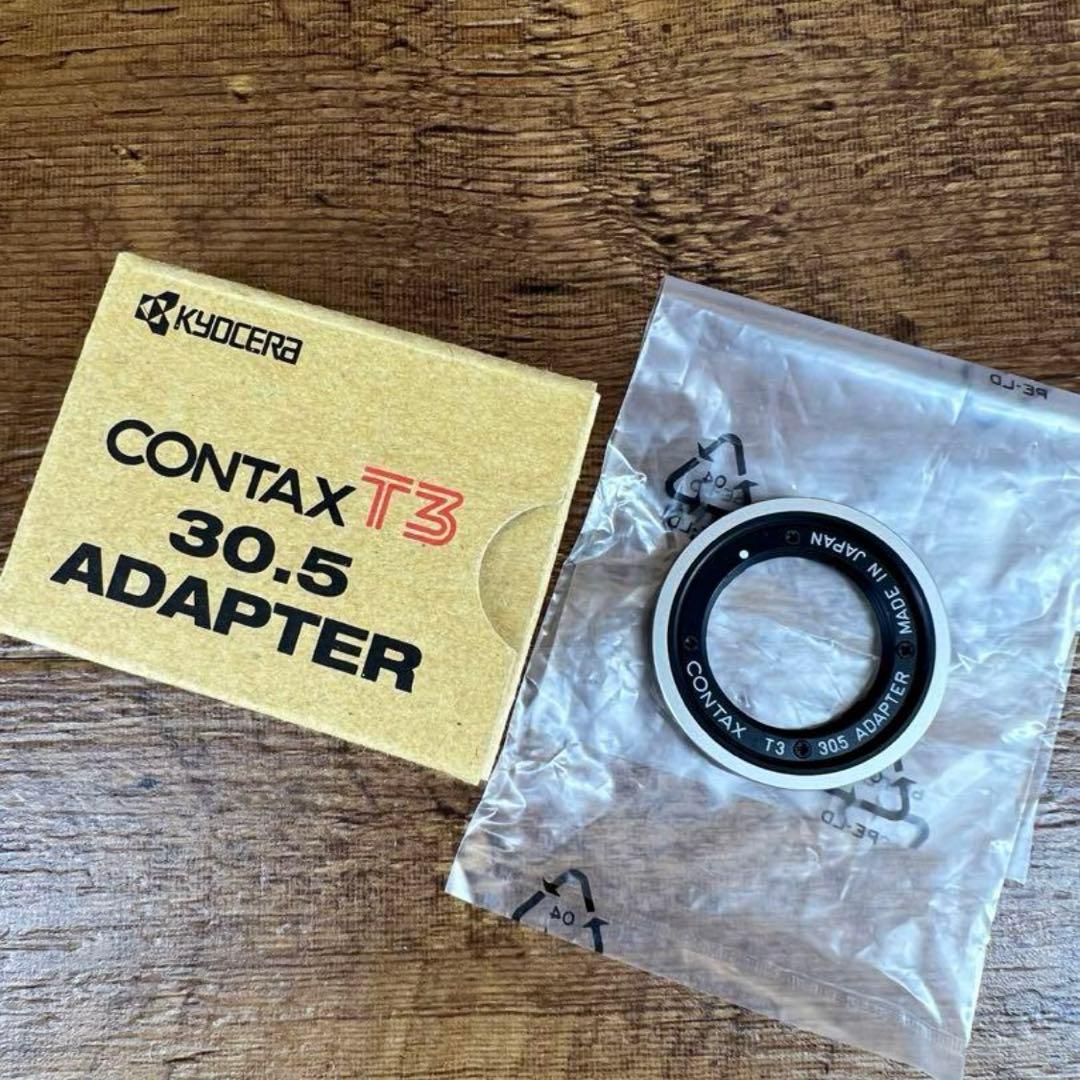 KYOCERA
CONTAX T3
30.5
ADAPTER
PE-LD
04
CONTAX T3 305 ADAPTER MADE IN JAPAN
PE-LD
04